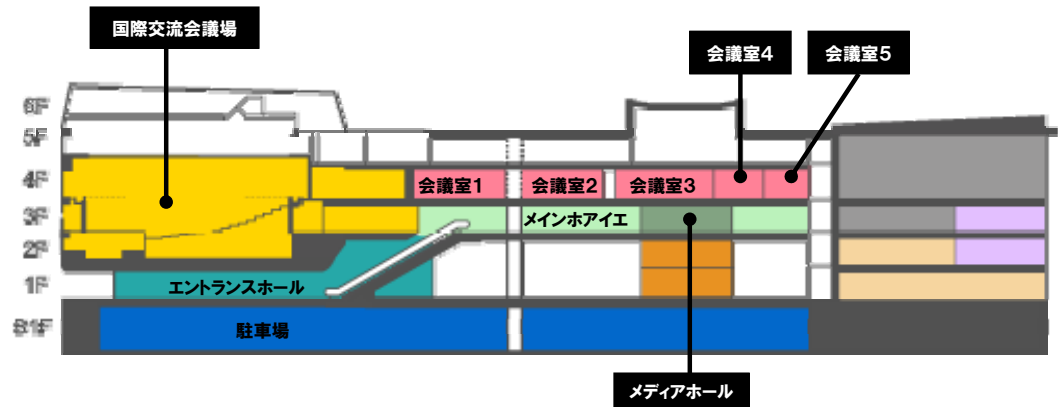 国際交流会議場
会議室4
会議室5
6F
5F
4F
会議室1
会議室2
会議室3
3F
メインホアイエ
2F
1F
エントランスホール
B1F
駐車場
メディアホール